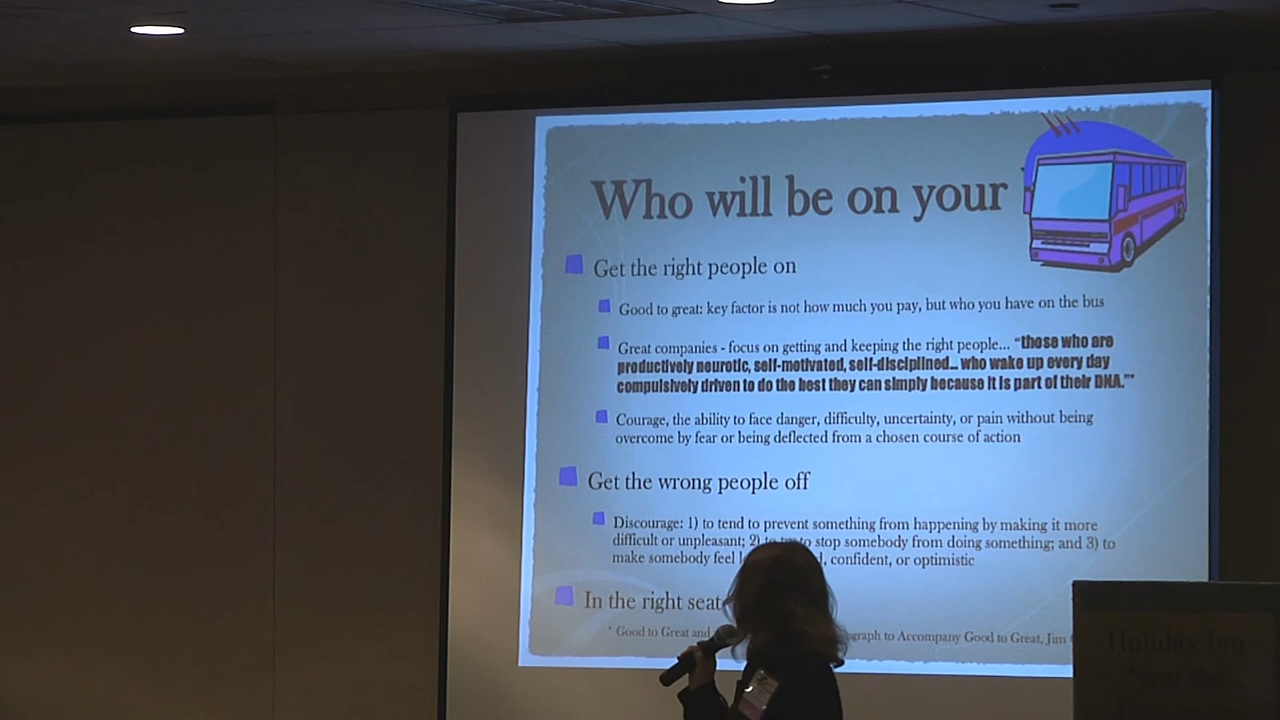 Who will be on your
Get the right people on
Good to great: key factor is not how much you pay, but who you have on the bus
Great companies - focus on getting and keeping the right people... “those who are
productively neurotic, self-motivated, self-disciplined... who wake up every day
compulsively driven to do the best they can simply because it is part of their DNA.”*
Courage, the ability to face danger, difficulty, uncertainty, or pain without being
overcome by fear or being deflected from a chosen course of action
Get the wrong people off
Discourage: 1) to tend to prevent something from happening by making it more
difficult or unpleasant; 2) to try to stop somebody from doing something; and 3) to
make somebody feel confident, or optimistic
In the right seat
* Good to Great and to Accompany Good to Great, Jim
Holiday Inn